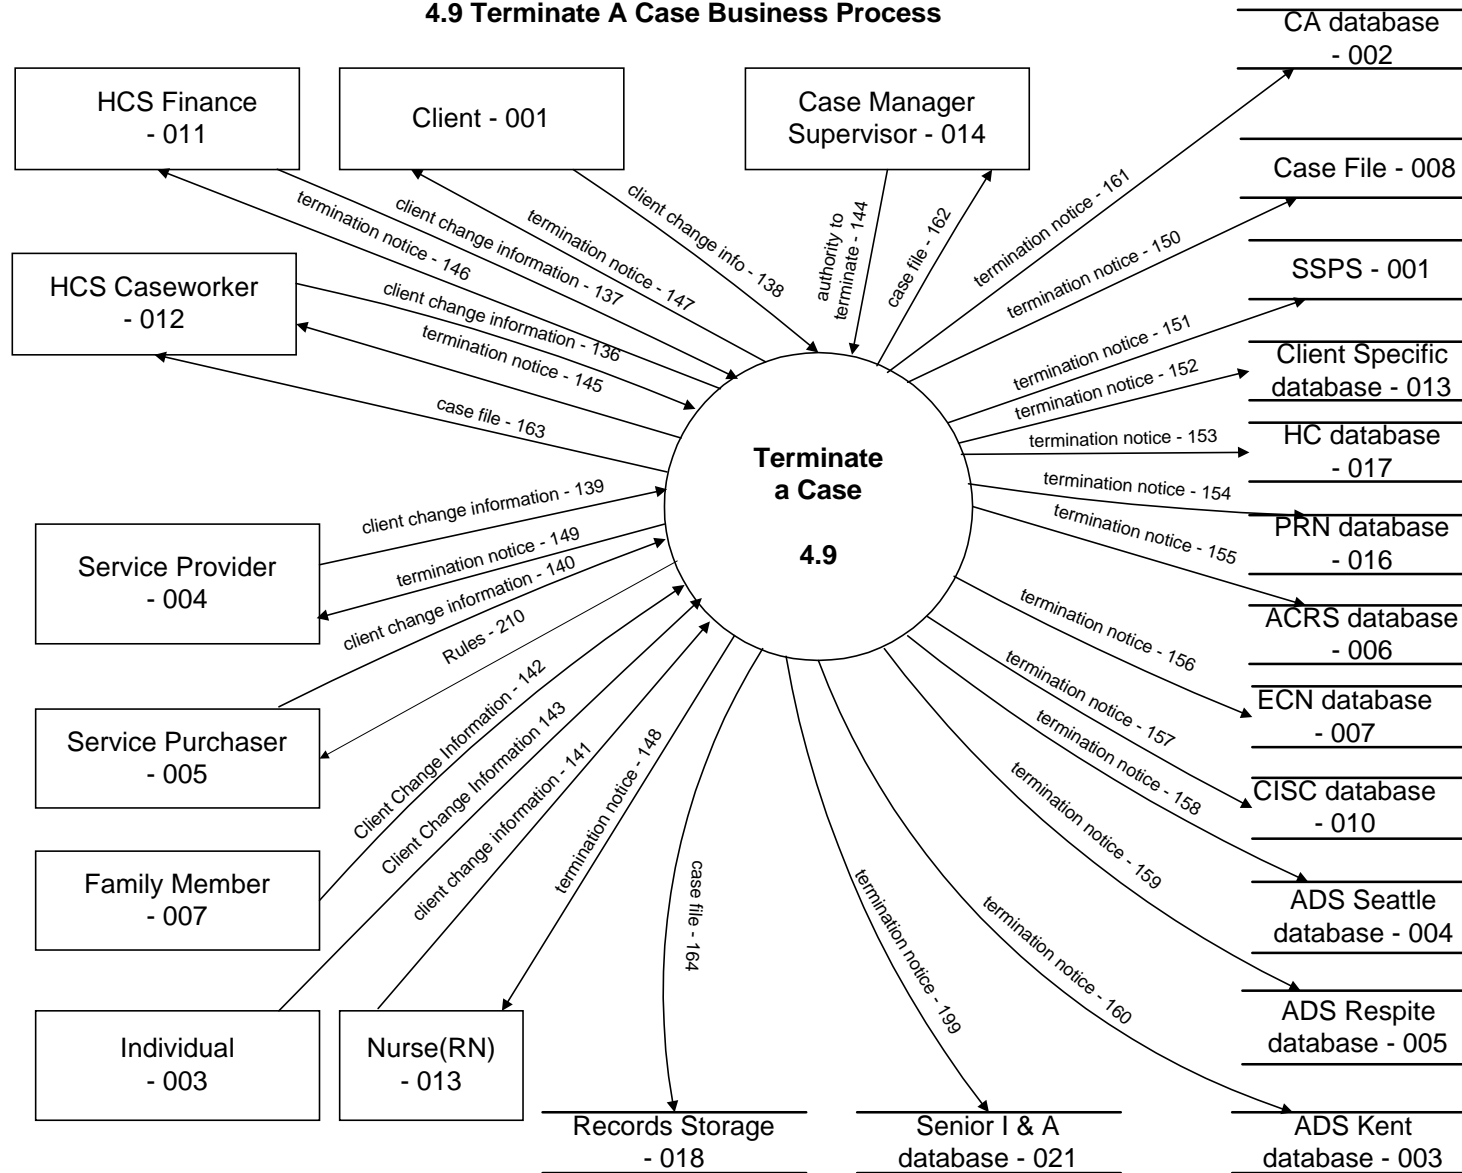 4.9 Terminate A Case Business Process
CA database
- 002
HCS Finance
- 011
Client - 001
Case Manager
Supervisor - 014
Case File - 008
SSPS - 001
HCS Caseworker
- 012
Client Specific
database - 013
HC database
- 017
PRN database
- 016
ACRS database
- 006
ECN database
- 007
CISC database
- 010
ADS Seattle
database - 004
ADS Respite
database - 005
ADS Kent
database - 003
Senior I & A
database - 021
Records Storage
- 018
Service Provider
- 004
Service Purchaser
- 005
Family Member
- 007
Individual
- 003
Nurse(RN)
- 013
Terminate
a Case
4.9
termination notice - 146
client change information - 137
termination notice - 147
client change info - 138
authority to
terminate - 144
case file - 162
termination notice - 161
termination notice - 150
termination notice - 151
termination notice - 152
termination notice - 153
termination notice - 154
termination notice - 155
termination notice - 156
termination notice - 157
termination notice - 158
termination notice - 159
termination notice - 160
termination notice - 199
case file - 164
termination notice - 148
client change information - 141
Client Change Information 143
Client Change Information - 142
Rules - 210
client change information - 140
termination notice - 149
client change information - 139
case file - 163
termination notice - 145
client change information - 136